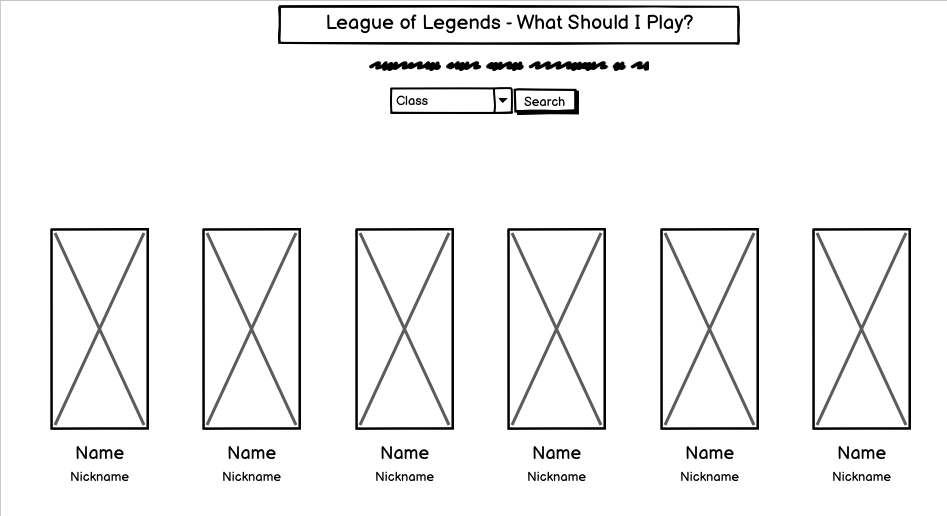 League of Legends - What Should I Play?
Class
Search
Name Name Name Name Name Name
Nickname Nickname Nickname Nickname Nickname Nickname